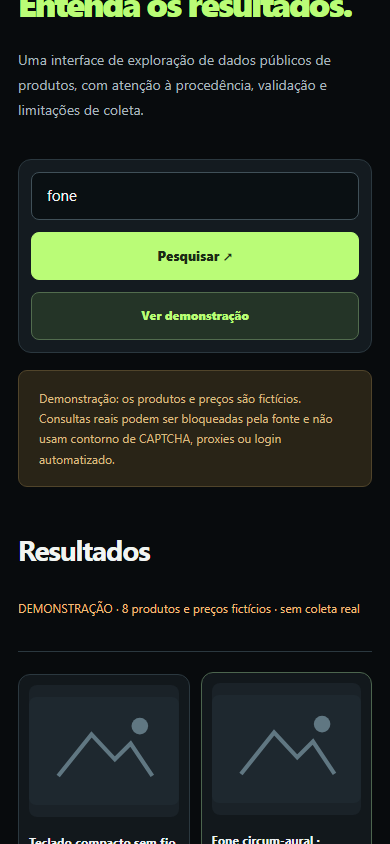 Entenda os resultados.
Uma interface de exploração de dados públicos de
produtos, com atenção à procedência, validação e
limitações de coleta.
fone
Pesquisar ↗
Ver demonstração
Demonstração: os produtos e preços são fictícios.
Consultas reais podem ser bloqueadas pela fonte e não
usam contorno de CAPTCHA, proxies ou login
automatizado.
Resultados
DEMONSTRAÇÃO · 8 produtos e preços fictícios · sem coleta real
Teclado compacto sem fio
Fone circum-aural ·